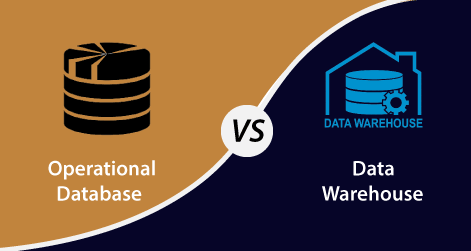 VS
DATA WAREHOUSE
Operational
Database
Data
Warehouse